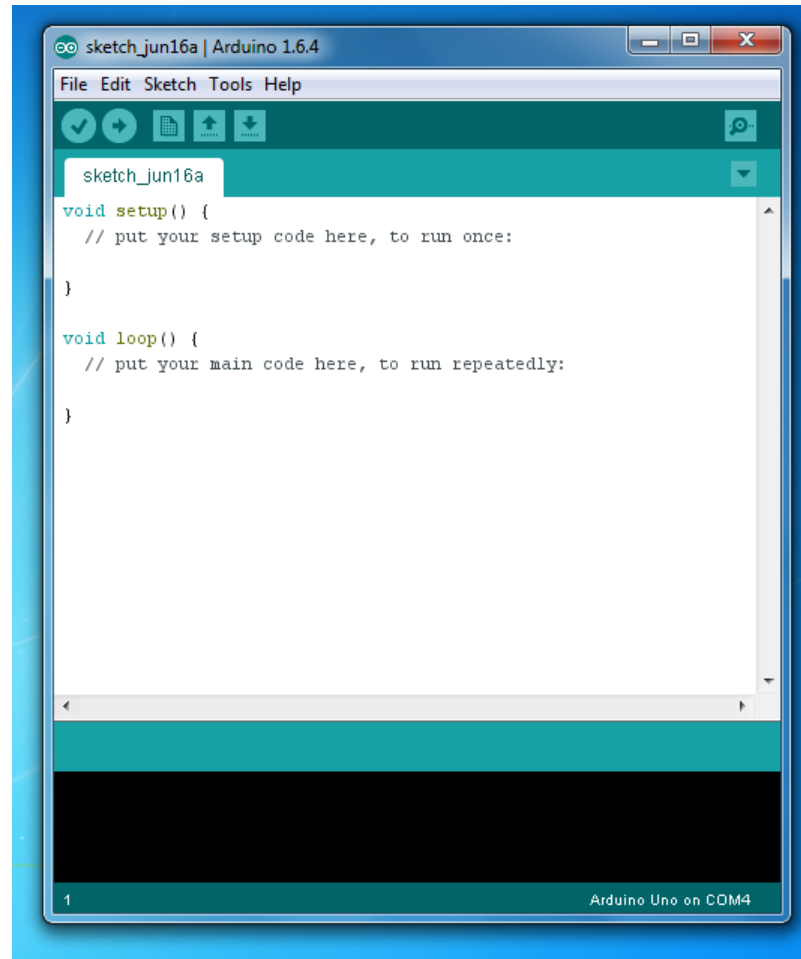 sketch_jun16a | Arduino 1.6.4
File Edit Sketch Tools Help
sketch_jun16a
void setup() {
  // put your setup code here, to run once:
}
void loop() {
  // put your main code here, to run repeatedly:
}
1 Arduino Uno on COM4